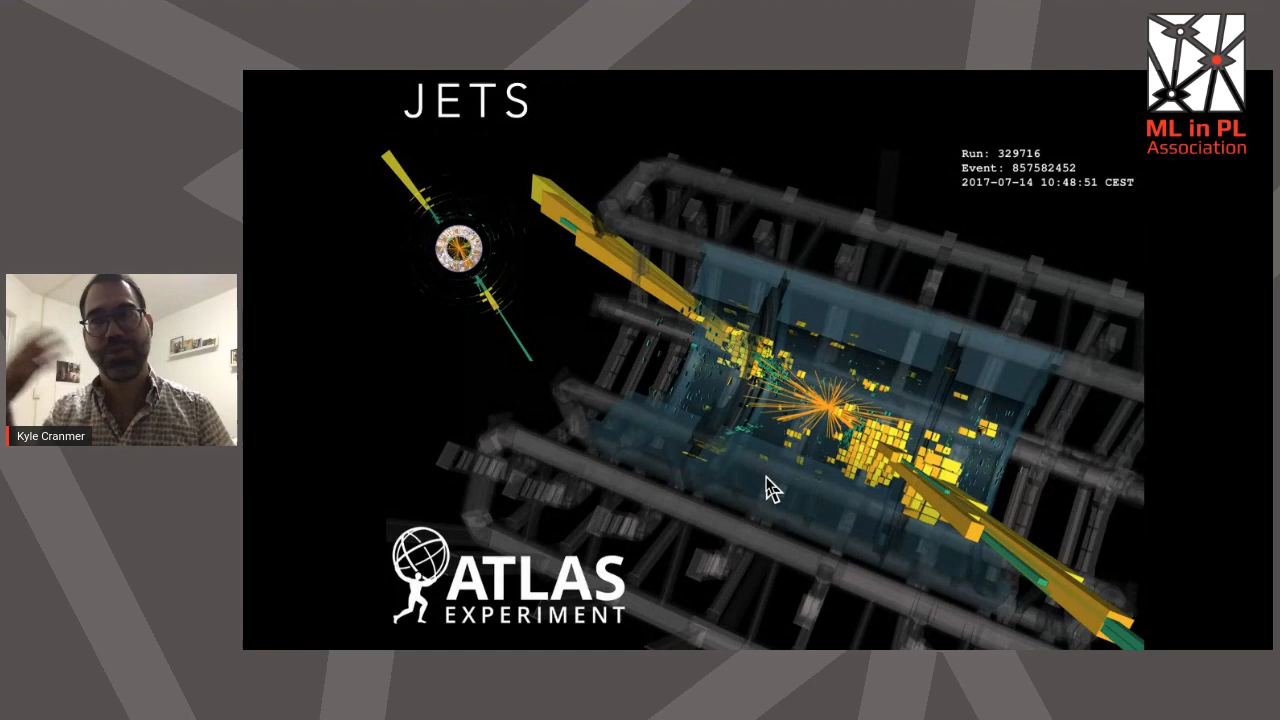 JETS
Run: 329716
Event: 857582452
2017-07-14 10:48:51 CEST
ML in PL
Association
Kyle Cranmer
ATLAS
EXPERIMENT